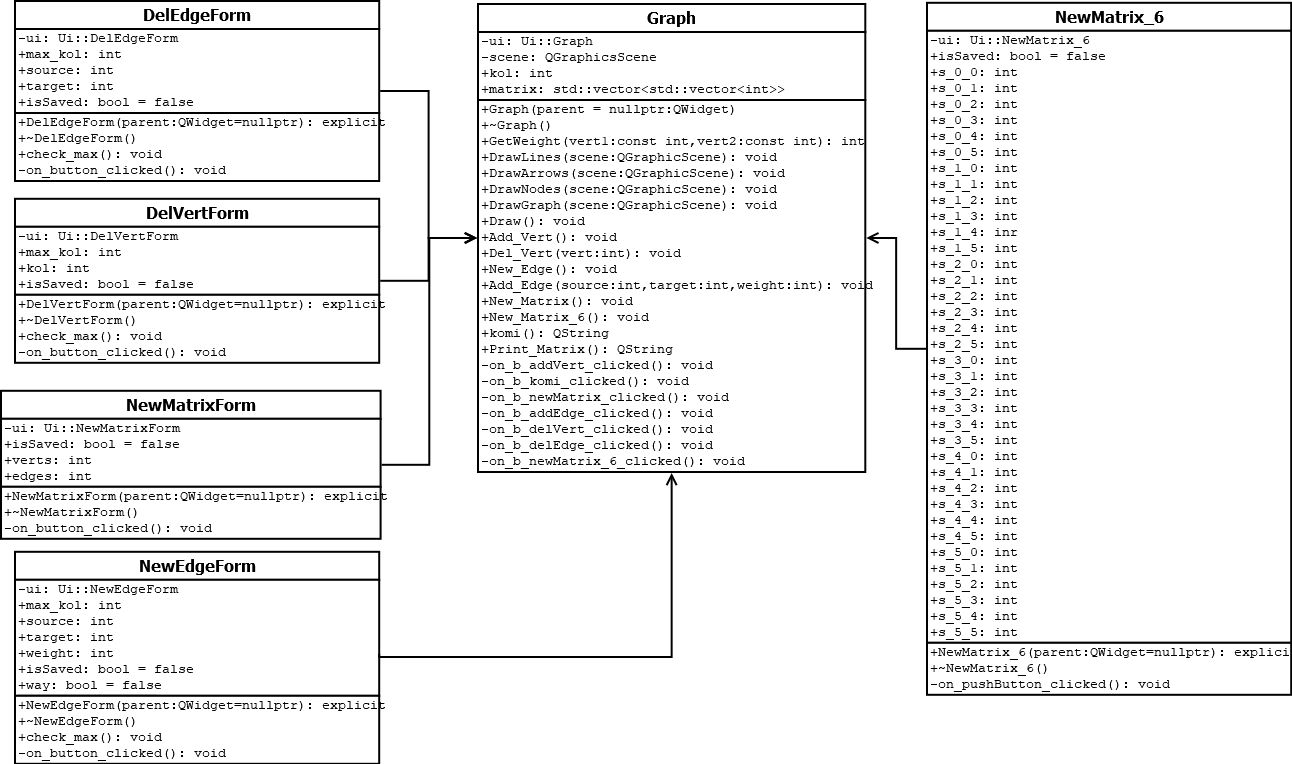 DelEdgeForm
-ui: Ui::DelEdgeForm
+max_kol: int
+source: int
+target: int
+isSaved: bool = false
+DelEdgeForm(parent:QWidget=nullptr): explicit
+~DelEdgeForm()
+check_max(): void
-on_button_clicked(): void
DelVertForm
-ui: Ui::DelVertForm
+max_kol: int
+kol: int
+isSaved: bool = false
+DelVertForm(parent:QWidget=nullptr): explicit
+~DelVertForm()
+check_max(): void
-on_button_clicked(): void
NewMatrixForm
-ui: Ui::NewMatrixForm
+isSaved: bool = false
+verts: int
+edges: int
+NewMatrixForm(parent:QWidget=nullptr): explicit
+~NewMatrixForm()
-on_button_clicked(): void
NewEdgeForm
-ui: Ui::NewEdgeForm
+max_kol: int
+source: int
+target: int
+weight: int
+isSaved: bool = false
+way: bool = false
+NewEdgeForm(parent:QWidget=nullptr): explicit
+~NewEdgeForm()
+check_max(): void
-on_button_clicked(): void
Graph
-ui: Ui::Graph
-scene: QGraphicsScene
+kol: int
+matrix: std::vector<std::vector<int>>
+Graph(parent = nullptr:QWidget)
+~Graph()
+GetWeight(vert1:const int,vert2:const int): int
+DrawLines(scene:QGraphicScene): void
+DrawArrows(scene:QGraphicScene): void
+DrawNodes(scene:QGraphicScene): void
+DrawGraph(scene:QGraphicScene): void
+Draw(): void
+Add_Vert(): void
+Del_Vert(vert:int): void
+New_Edge(): void
+Add_Edge(source:int,target:int,weight:int): void
+New_Matrix(): void
+New_Matrix_6(): void
+komi(): QString
+Print_Matrix(): QString
-on_b_addVert_clicked(): void
-on_b_komi_clicked(): void
-on_b_newMatrix_clicked(): void
-on_b_addEdge_clicked(): void
-on_b_delVert_clicked(): void
-on_b_delEdge_clicked(): void
-on_b_newMatrix_6_clicked(): void
NewMatrix_6
-ui: Ui::NewMatrix_6
+isSaved: bool = false
+s_0_0: int
+s_0_1: int
+s_0_2: int
+s_0_3: int
+s_0_4: int
+s_0_5: int
+s_1_0: int
+s_1_1: int
+s_1_2: int
+s_1_3: int
+s_1_4: inr
+s_1_5: int
+s_2_0: int
+s_2_1: int
+s_2_2: int
+s_2_3: int
+s_2_4: int
+s_2_5: int
+s_3_0: int
+s_3_1: int
+s_3_2: int
+s_3_3: int
+s_3_4: int
+s_3_5: int
+s_4_0: int
+s_4_1: int
+s_4_2: int
+s_4_3: int
+s_4_4: int
+s_4_5: int
+s_5_0: int
+s_5_1: int
+s_5_2: int
+s_5_3: int
+s_5_4: int
+s_5_5: int
+NewMatrix_6(parent:QWidget=nullptr): explici
+~NewMatrix_6()
-on_pushButton_clicked(): void